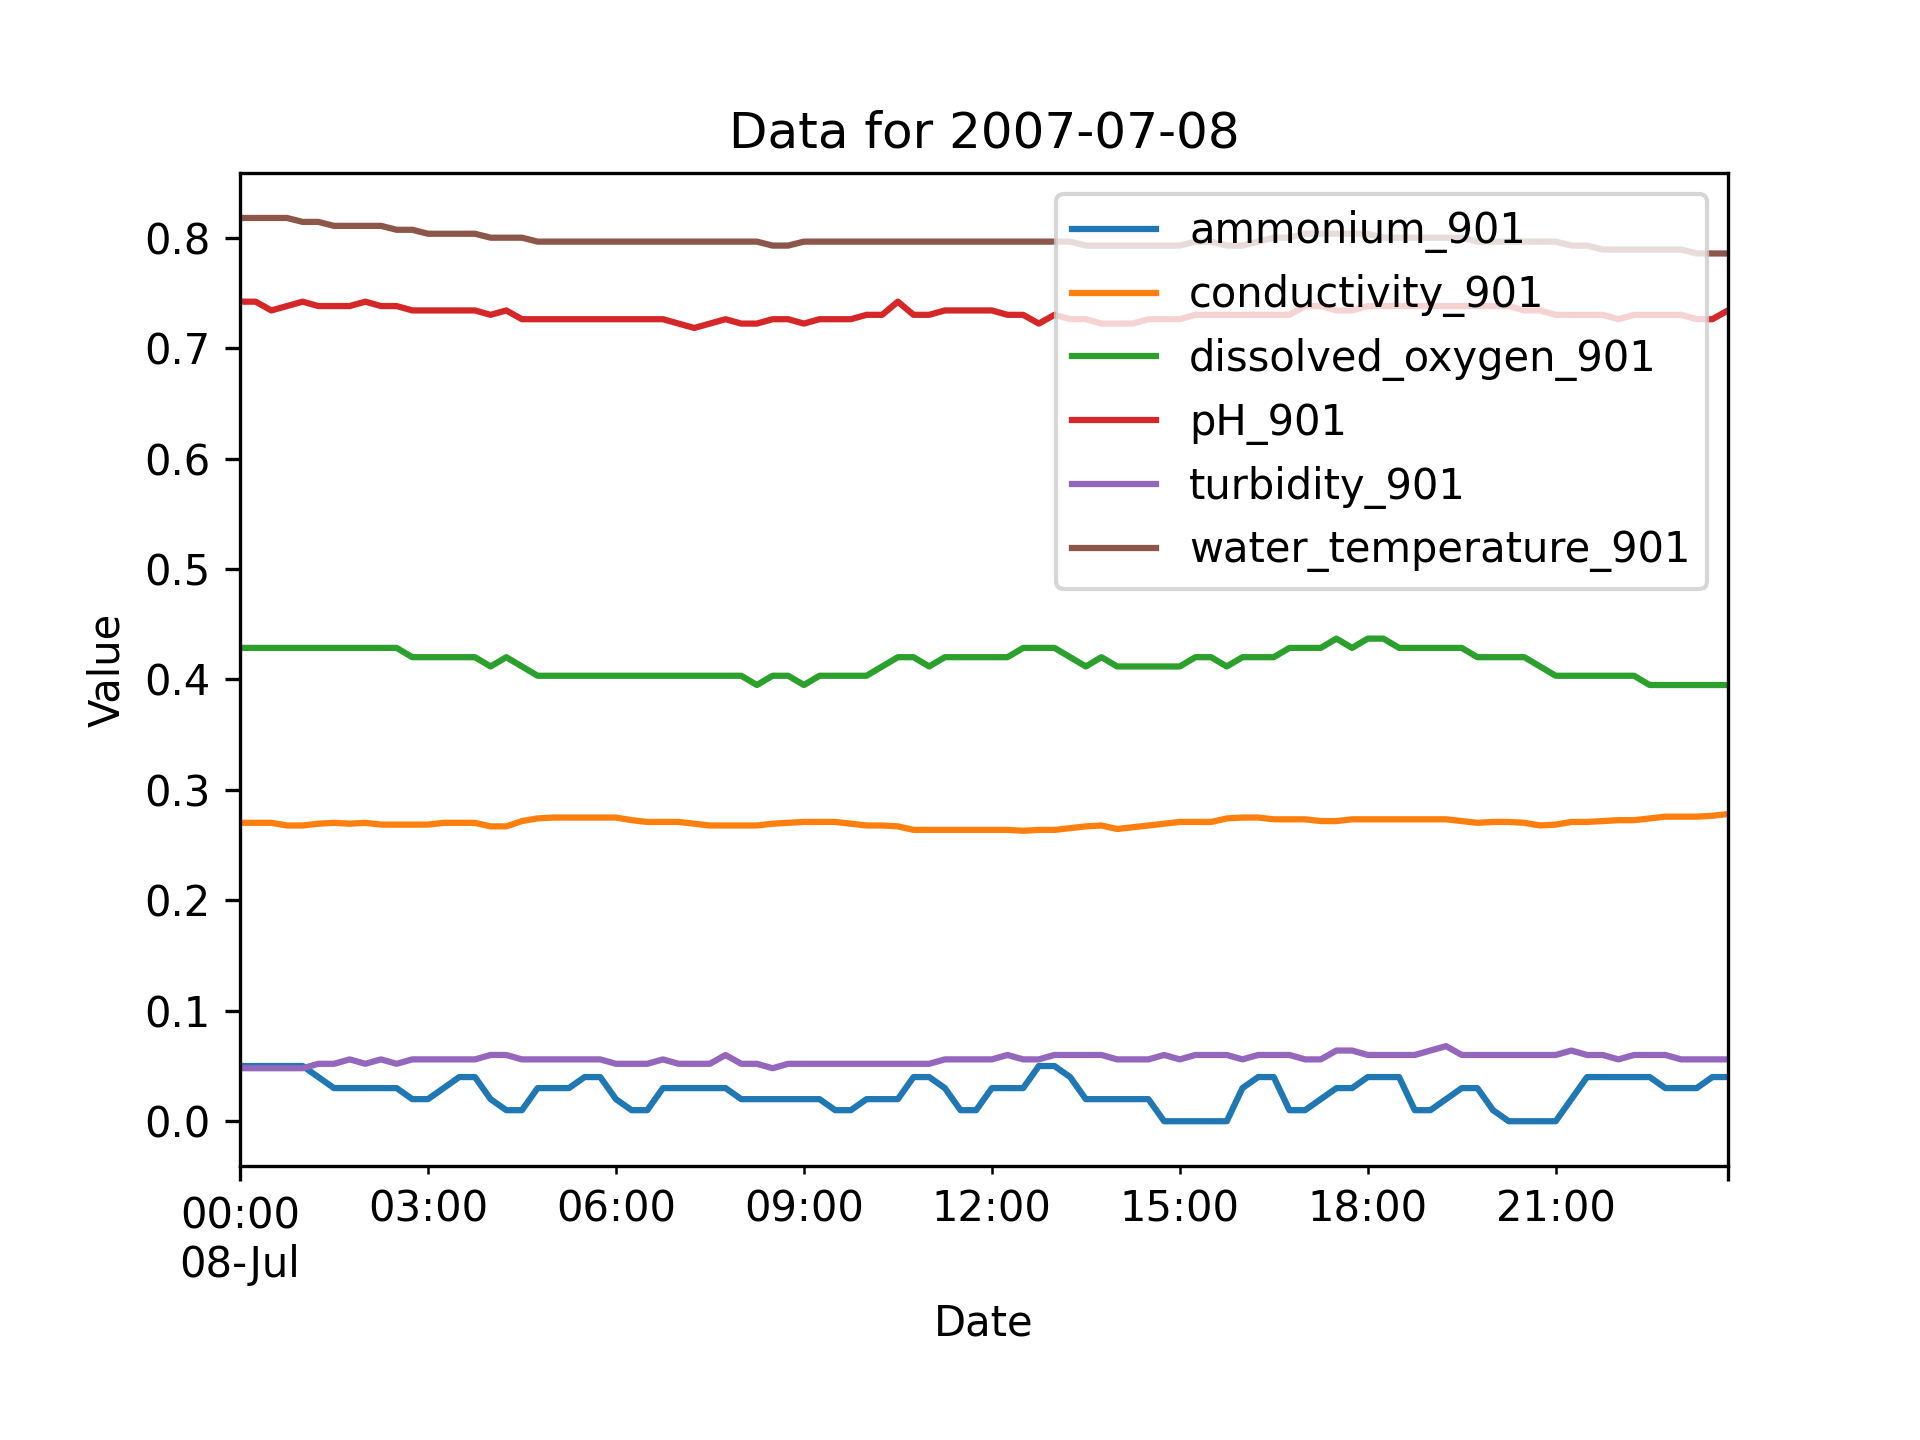 Data for 2007-07-08
ammonium_901
conductivity_901
dissolved_oxygen_901
pH_901
turbidity_901
water_temperature_901
0.8
0.7
0.6
0.5
0.4
0.3
0.2
0.1
0.0
Value
00:00 03:00 06:00 09:00 12:00 15:00 18:00 21:00
08-Jul
Date